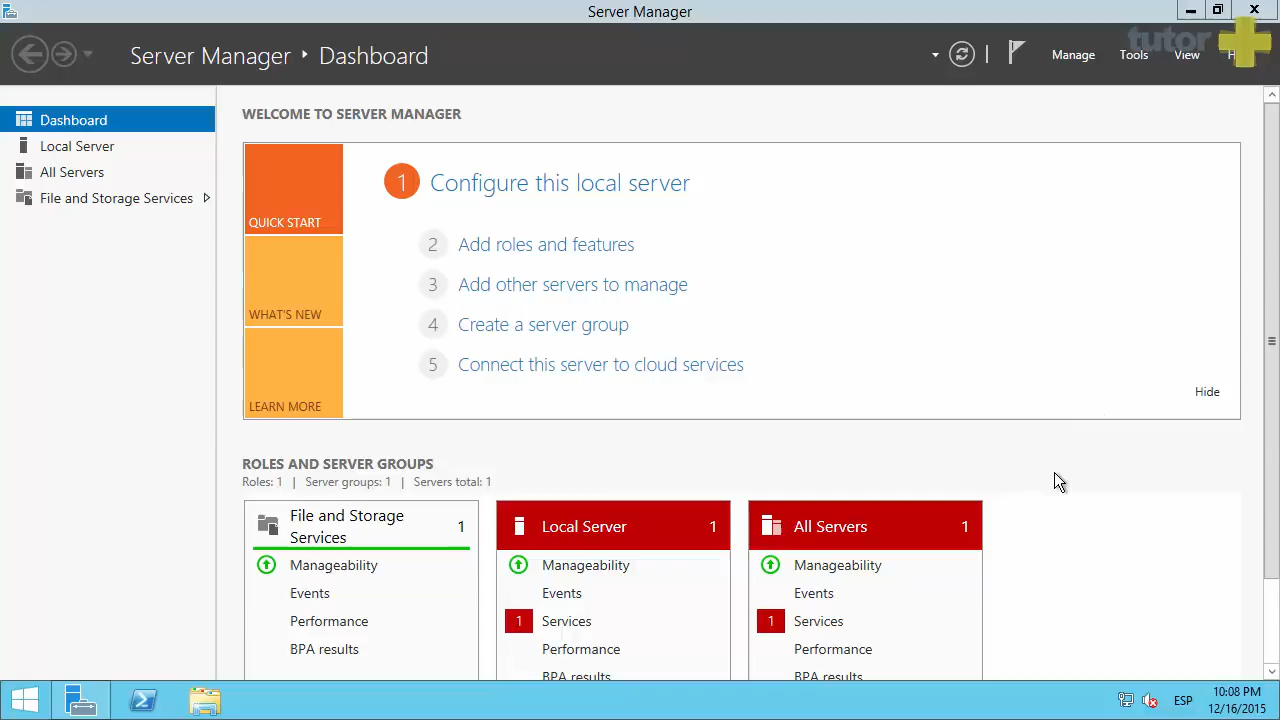 Server Manager
tutor
Server Manager ‣ Dashboard
Manage
Tools
View
Dashboard
Local Server
All Servers
File and Storage Services
WELCOME TO SERVER MANAGER
QUICK START
WHAT'S NEW
LEARN MORE
1 Configure this local server
2 Add roles and features
3 Add other servers to manage
4 Create a server group
5 Connect this server to cloud services
Hide
ROLES AND SERVER GROUPS
Roles: 1 | Server groups: 1 | Servers total: 1
File and Storage
Services
1
Manageability
Events
Performance
BPA results
Local Server 1
Manageability
Events
1 Services
Performance
BPA results
All Servers 1
Manageability
Events
1 Services
Performance
BPA results
ESP
10:08 PM
12/16/2015